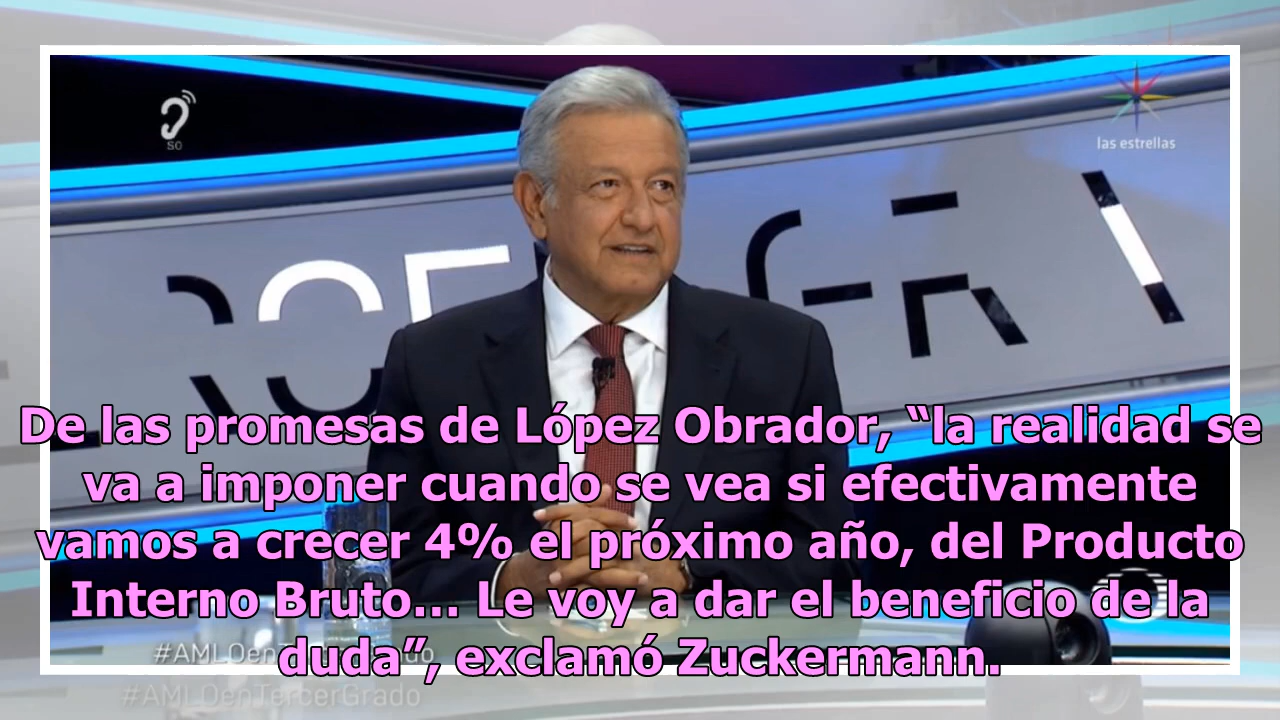 SO
las estrellas
De las promesas de López Obrador, “la realidad se
va a imponer cuando se vea si efectivamente
vamos a crecer 4% el próximo año, del Producto
Interno Bruto... Le voy a dar el beneficio de la
duda”, exclamó Zuckermann.
#AMLOenTercerGrado
#AMLOenTercerGrado